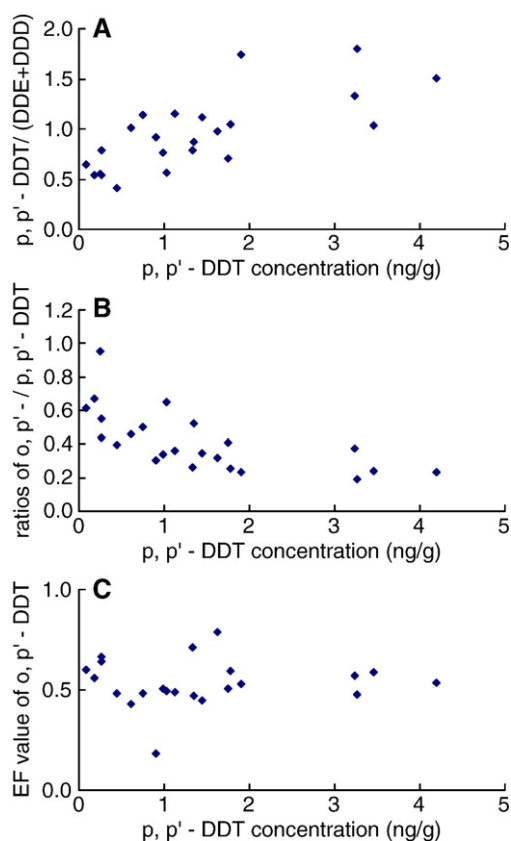 A
p, p' - DDT/ (DDE+DDD)
2.0
1.5
1.0
0.5
0.0
0 1 2 3 4 5
p, p' - DDT concentration (ng/g)
B
ratios of o, p' - / p, p' - DDT
1.2
1.0
0.8
0.6
0.4
0.2
0.0
0 1 2 3 4 5
p, p' - DDT concentration (ng/g)
C
EF value of o, p' - DDT
1.0
0.5
0.0
0 1 2 3 4 5
p, p' - DDT concentration (ng/g)